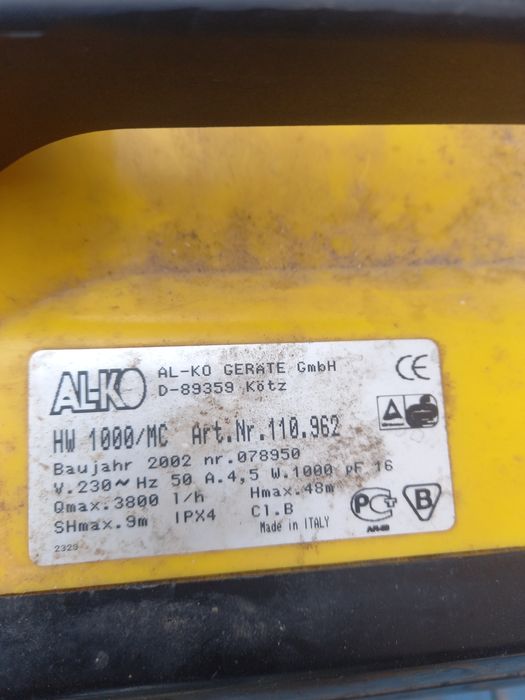 AL-KO
AL-KO GERÄTE GmbH
D-89359 Kötz
CE
HW 1000/MC Art.Nr.110.962
Baujahr 2002 nr.078950
V.230~ Hz 50 A.4,5 W.1000 pF 16
Qmax.3800 l/h Hmax.48m
SHmax.9m IPX4 Cl.B
Made in ITALY
2329
B